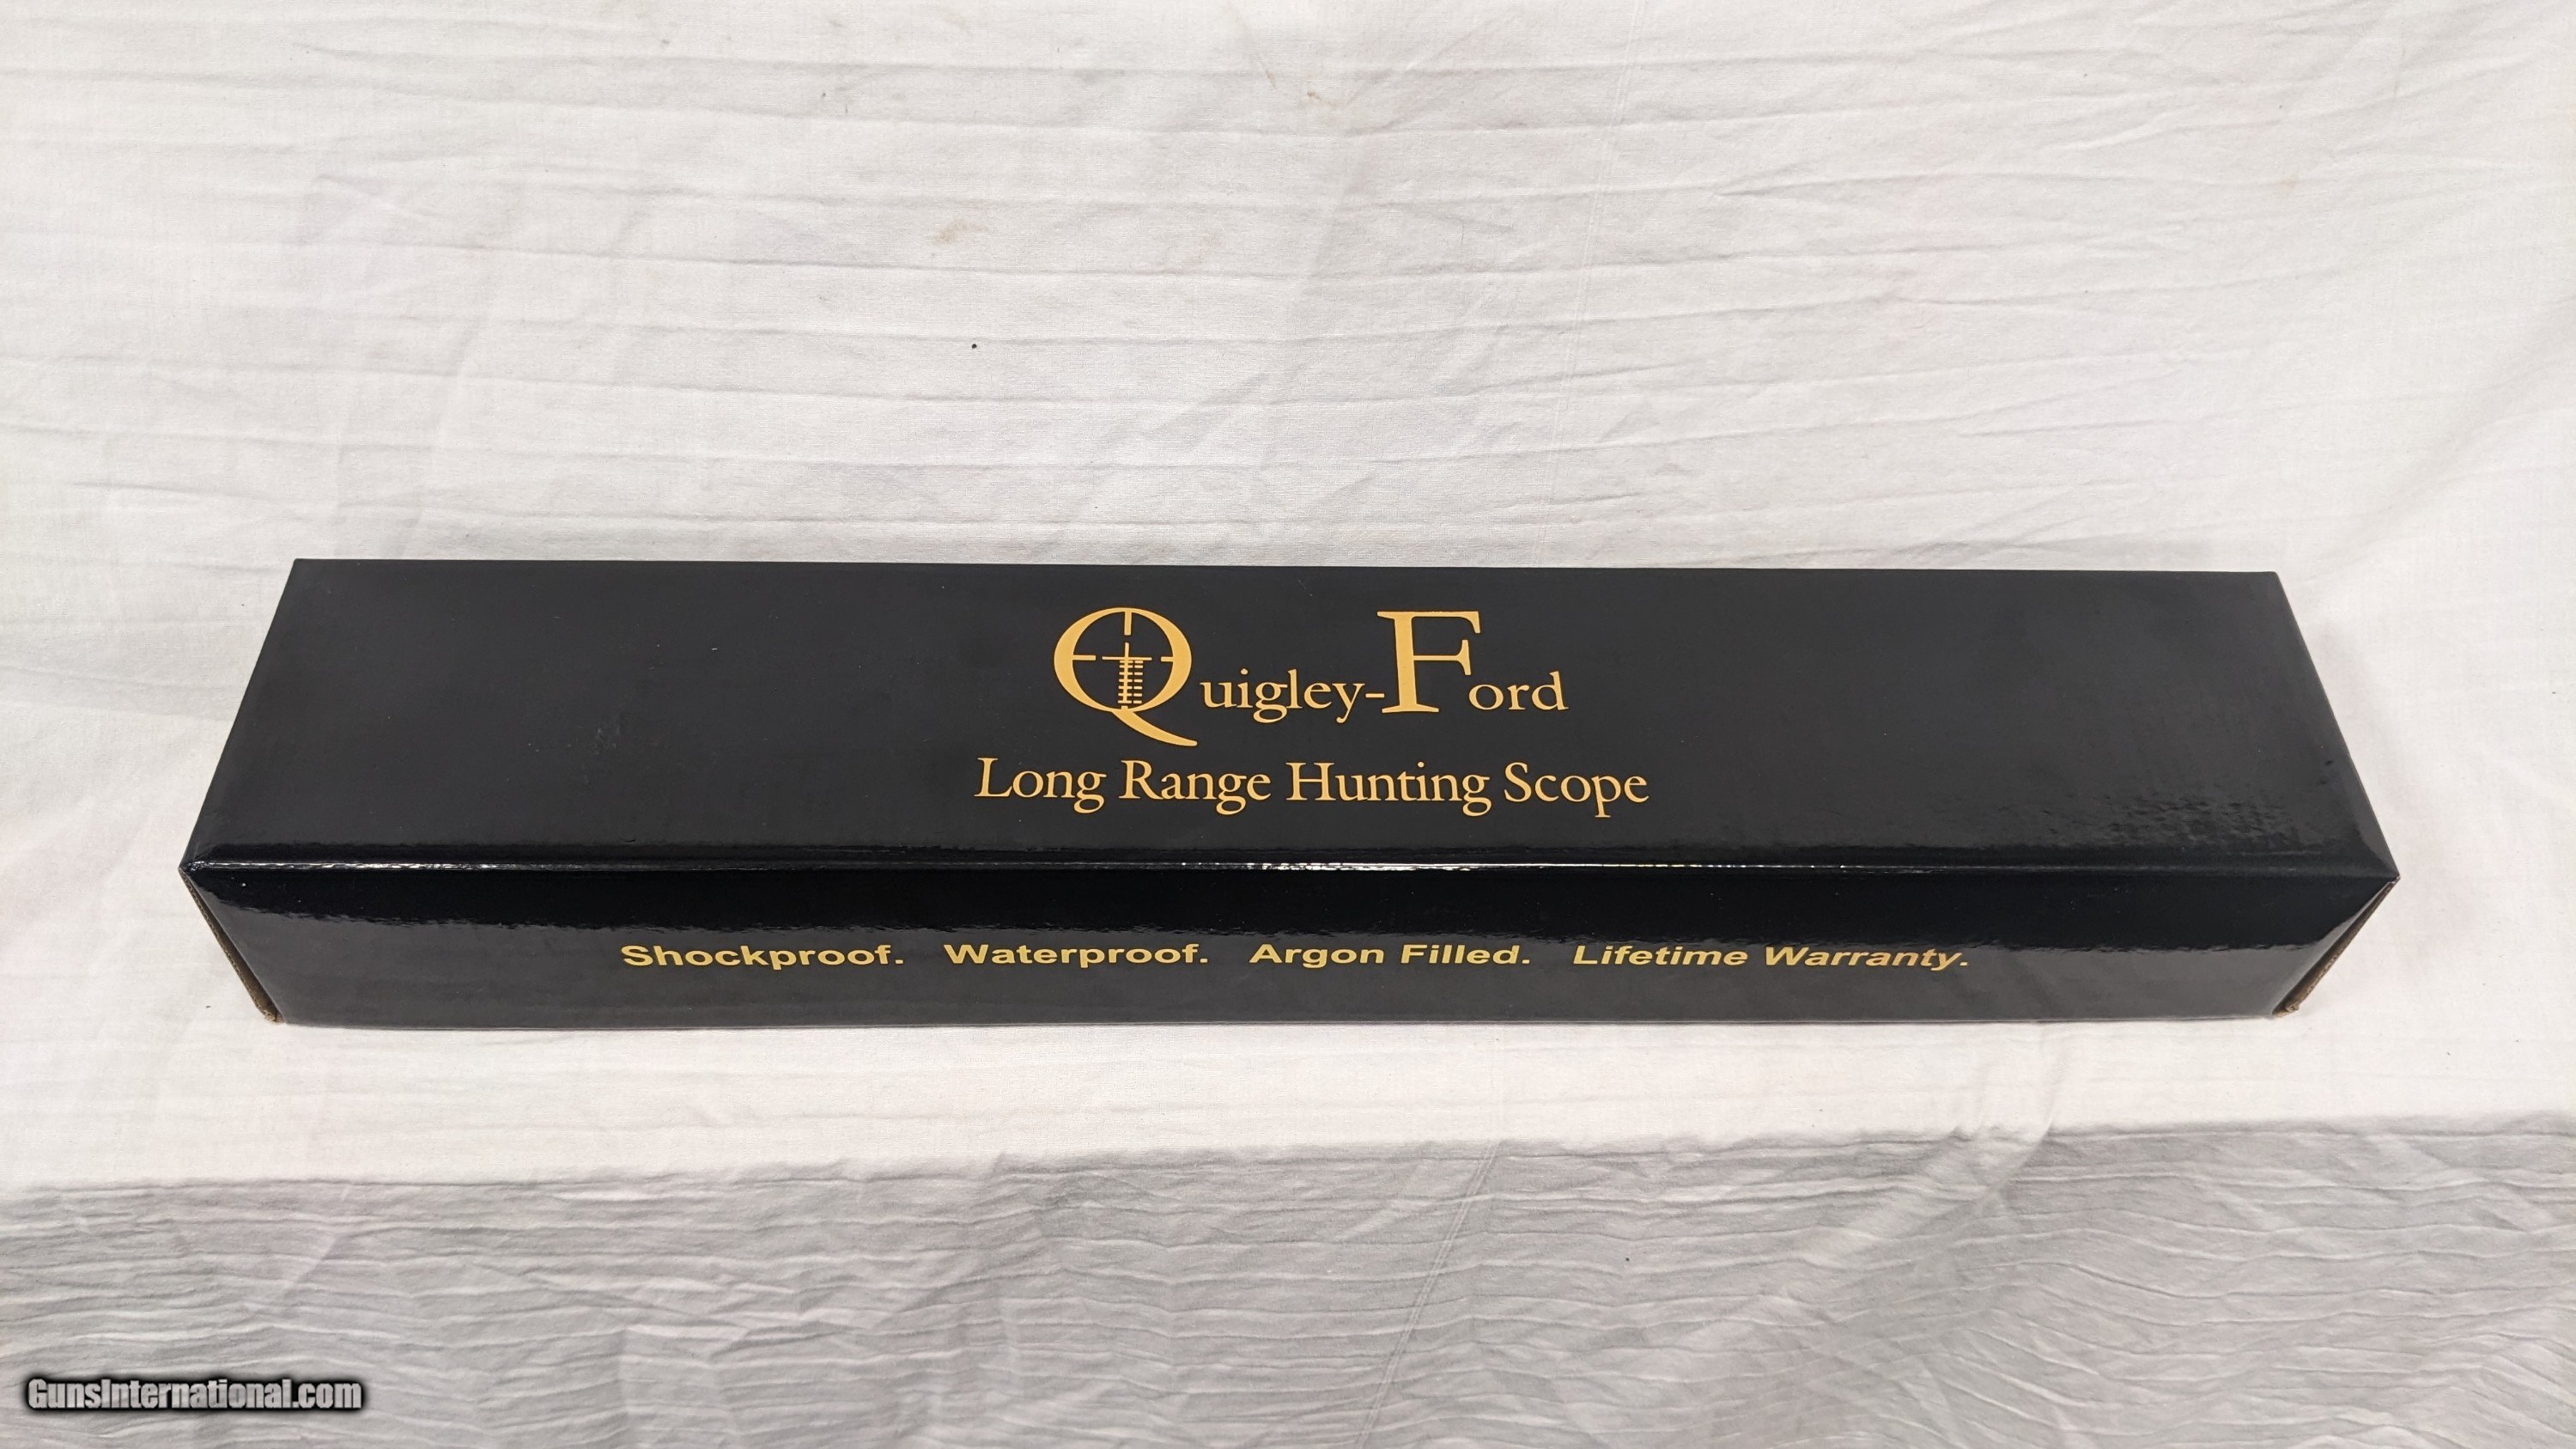 Quigley-Ford
Long Range Hunting Scope
Shockproof. Waterproof. Argon Filled. Lifetime Warranty.
GunsInternational.com